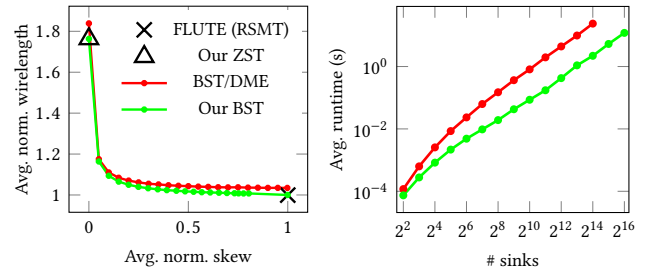 Avg. norm. wirelength
1.8
1.6
1.4
1.2
1
0
0.5
1
Avg. norm. skew
FLUTE (RSMT)
Our ZST
BST/DME
Our BST
Avg. runtime (s)
10^0
10^−2
10^−4
2^2
2^4
2^6
2^8
2^10
2^12
2^14
2^16
# sinks